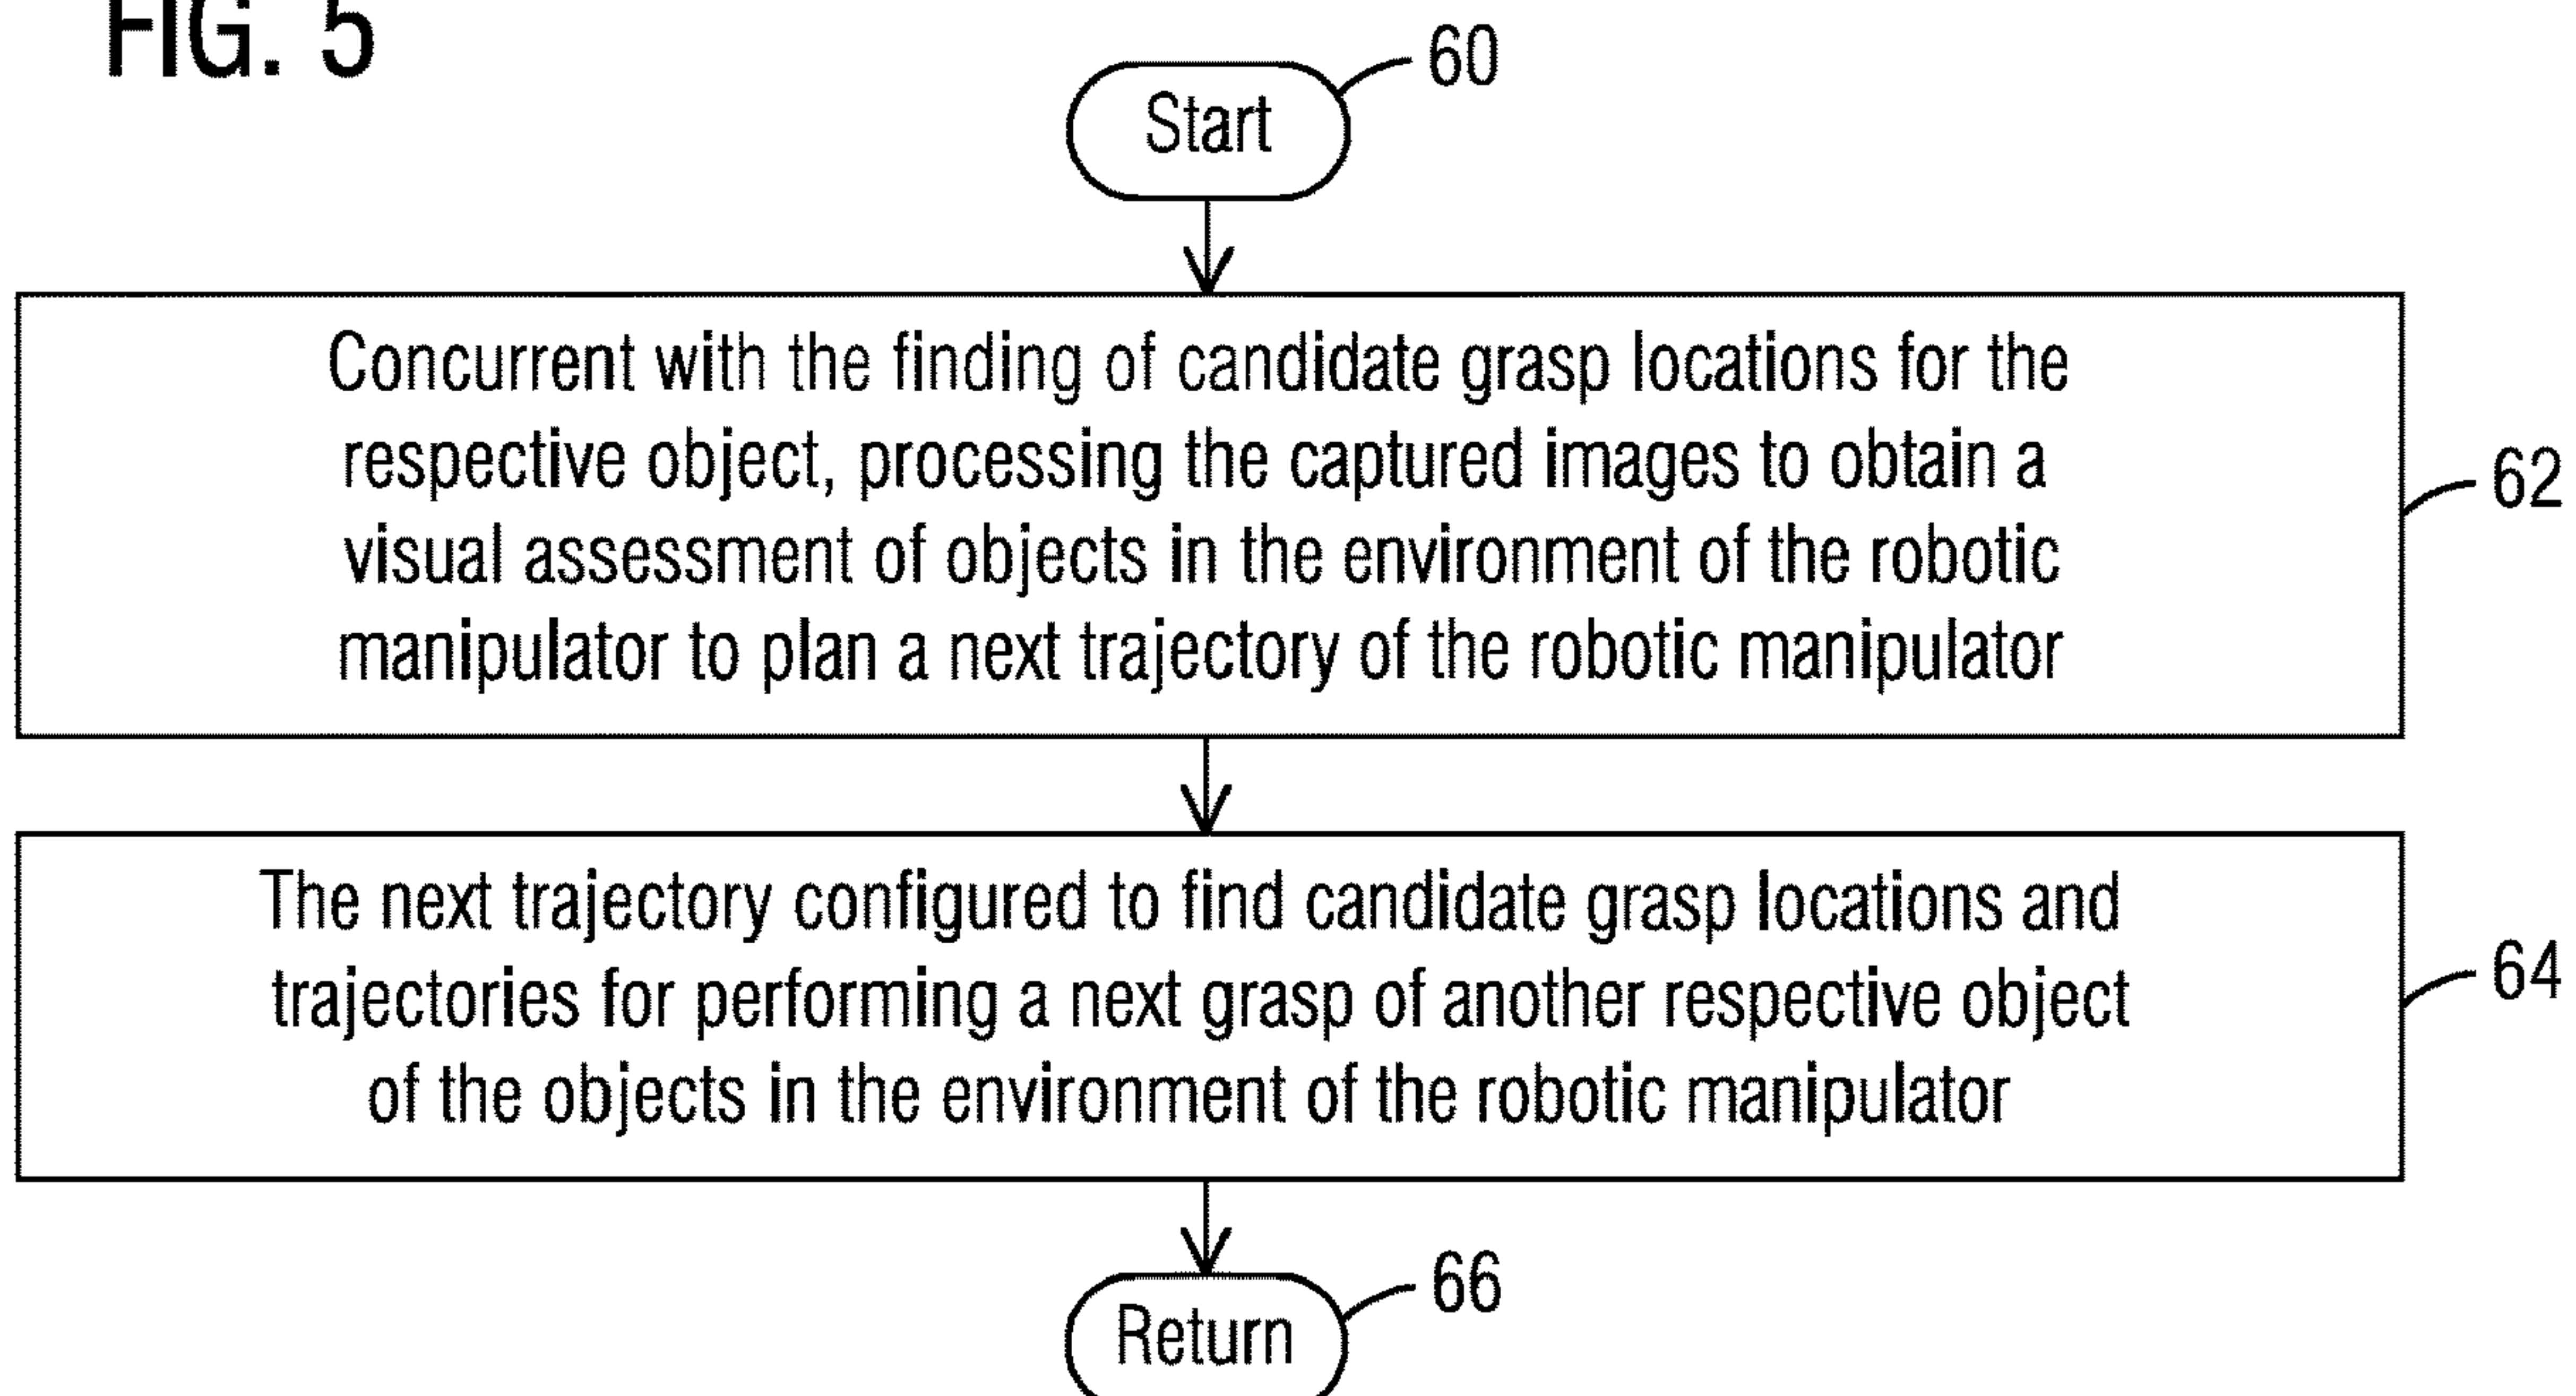 FIG. 5
60
Start
Concurrent with the finding of candidate grasp locations for the
respective object, processing the captured images to obtain a
visual assessment of objects in the environment of the robotic
manipulator to plan a next trajectory of the robotic manipulator
62
The next trajectory configured to find candidate grasp locations and
trajectories for performing a next grasp of another respective object
of the objects in the environment of the robotic manipulator
64
66
Return